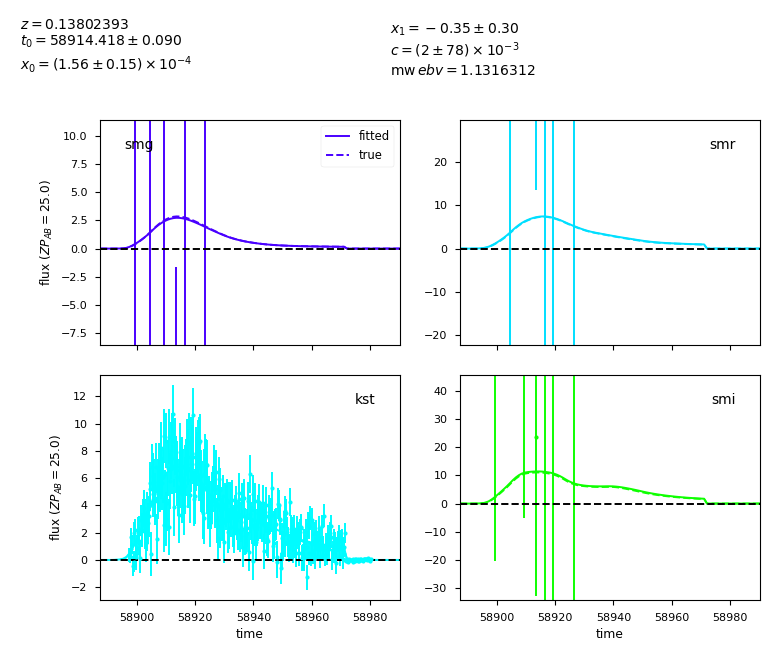 z = 0.13802393
t₀ = 58914.418 ± 0.090
x₀ = (1.56 ± 0.15) × 10⁻⁴
x₁ = −0.35 ± 0.30
c = (2 ± 78) × 10⁻³
mw ebv = 1.1316312
smg
fitted
true
10.0
7.5
5.0
2.5
0.0
−2.5
−5.0
−7.5
flux (ZP_AB = 25.0)
smr
20
10
0
−10
−20
kst
12
10
8
6
4
2
0
−2
flux (ZP_AB = 25.0)
58900 58920 58940 58960 58980
time
smi
40
30
20
10
0
−10
−20
−30
58900 58920 58940 58960 58980
time